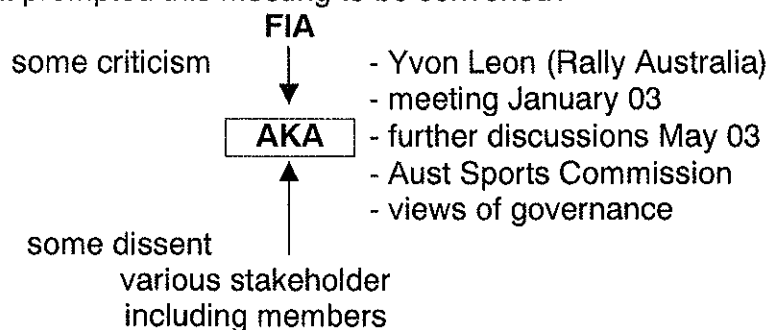 prompted this meeting to be convened?
FIA
some criticism
- Yvon Leon (Rally Australia)
- meeting January 03
AKA
- further discussions May 03
- Aust Sports Commission
- views of governance
some dissent
various stakeholder
including members